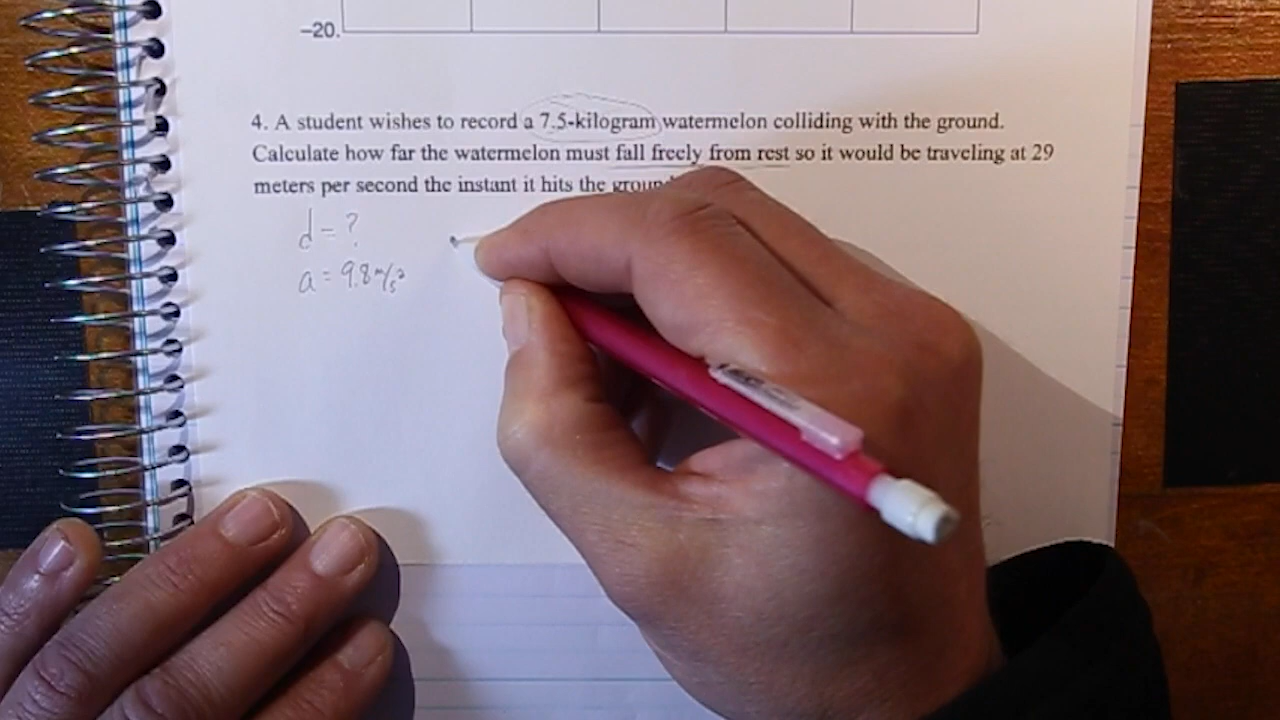 -20.
4. A student wishes to record a 7.5-kilogram watermelon colliding with the ground.
Calculate how far the watermelon must fall freely from rest so it would be traveling at 29
meters per second the instant it hits the ground
d = ?
a = 9.8 m/s²